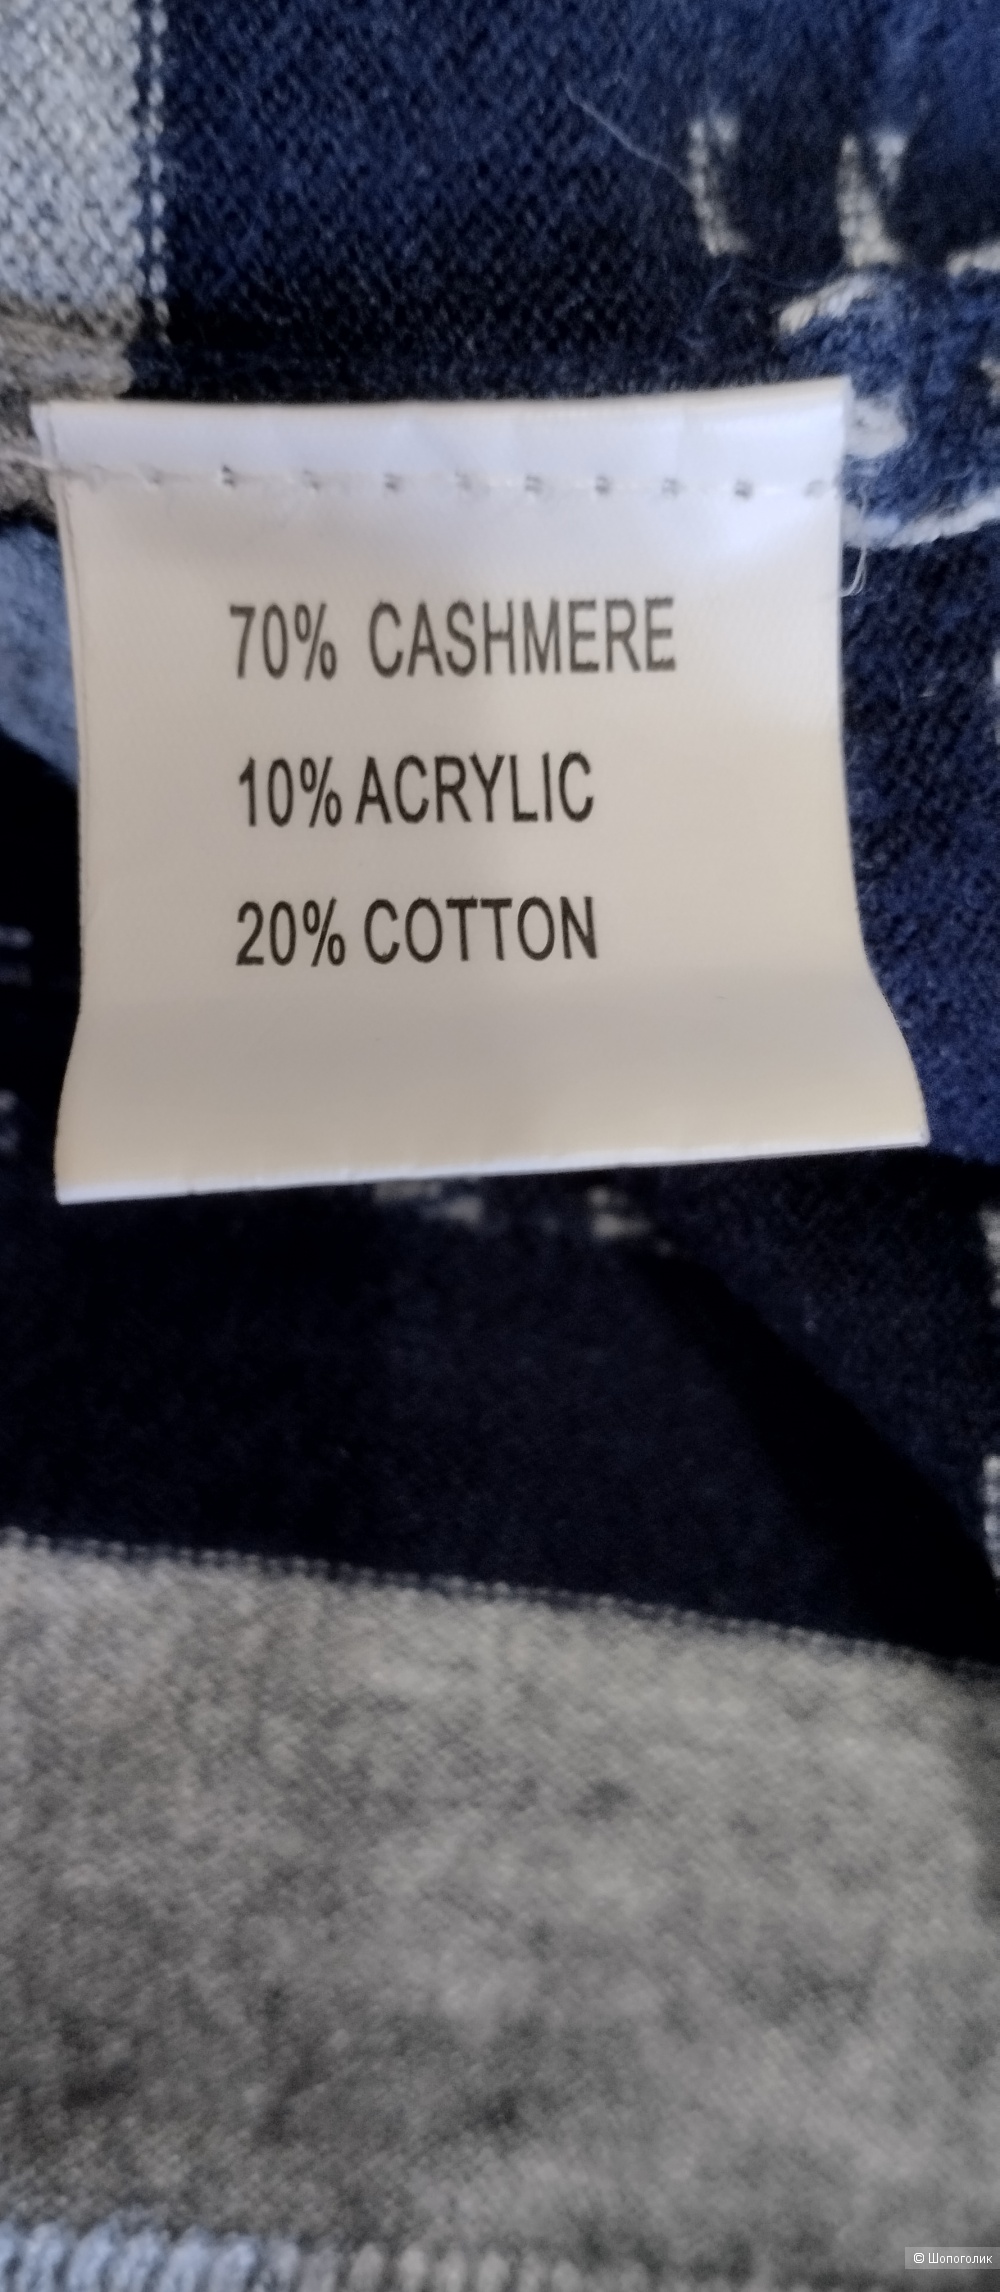 70% CASHMERE
10% ACRYLIC
20% COTTON
© Шопоголик